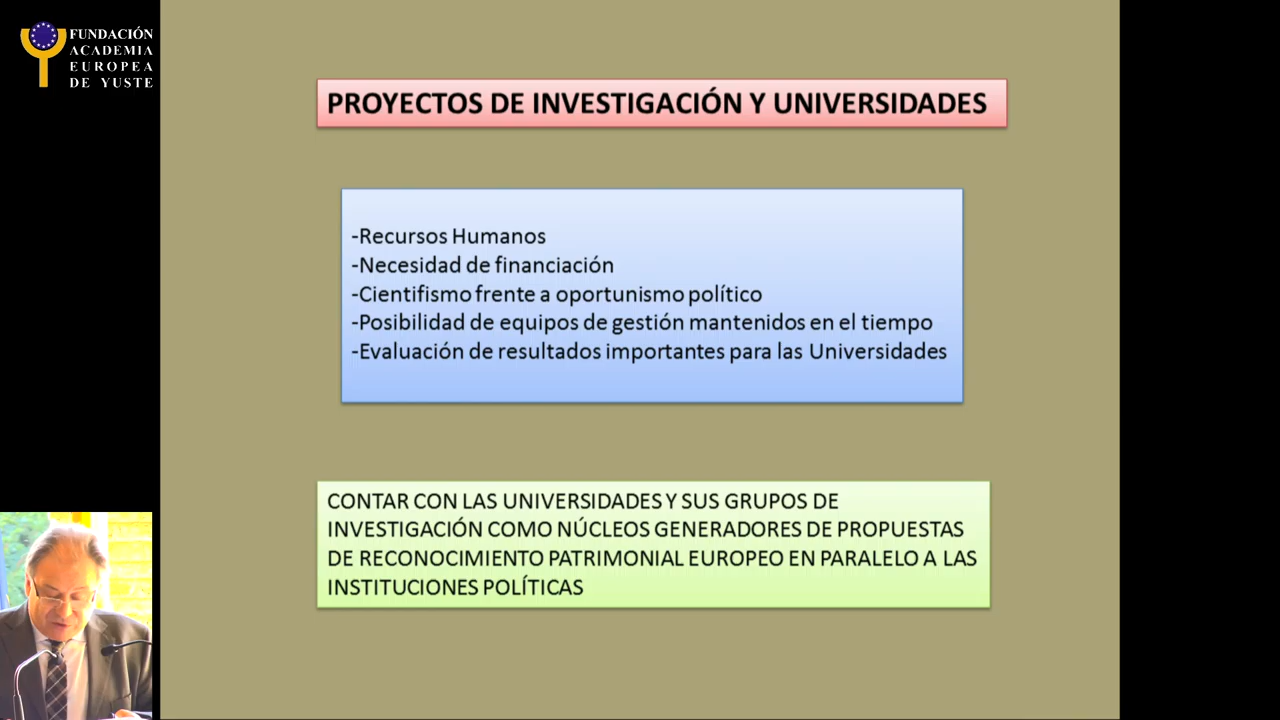 FUNDACIÓN
ACADEMIA
EUROPEA
DE YUSTE
PROYECTOS DE INVESTIGACIÓN Y UNIVERSIDADES
-Recursos Humanos
-Necesidad de financiación
-Cientifismo frente a oportunismo político
-Posibilidad de equipos de gestión mantenidos en el tiempo
-Evaluación de resultados importantes para las Universidades
CONTAR CON LAS UNIVERSIDADES Y SUS GRUPOS DE
INVESTIGACIÓN COMO NÚCLEOS GENERADORES DE PROPUESTAS
DE RECONOCIMIENTO PATRIMONIAL EUROPEO EN PARALELO A LAS
INSTITUCIONES POLÍTICAS